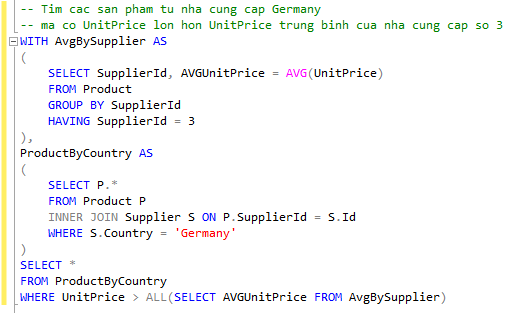 -- Tim cac san pham tu nha cung cap Germany
-- ma co UnitPrice lon hon UnitPrice trung binh cua nha cung cap so 3
WITH AvgBySupplier AS
(
SELECT SupplierId, AVGUnitPrice = AVG(UnitPrice)
FROM Product
GROUP BY SupplierId
HAVING SupplierId = 3
),
ProductByCountry AS
(
SELECT P.*
FROM Product P
INNER JOIN Supplier S ON P.SupplierId = S.Id
WHERE S.Country = 'Germany'
)
SELECT *
FROM ProductByCountry
WHERE UnitPrice > ALL(SELECT AVGUnitPrice FROM AvgBySupplier)